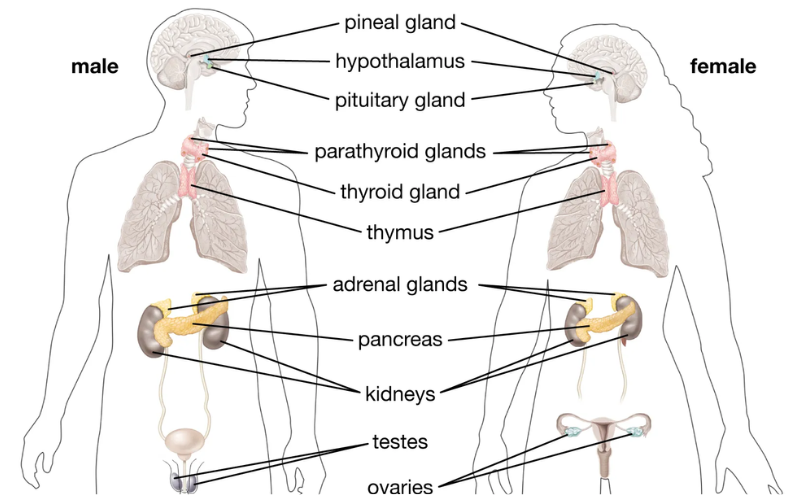 pineal gland
male
hypothalamus
female
pituitary gland
parathyroid glands
thyroid gland
thymus
adrenal glands
pancreas
kidneys
testes
ovaries